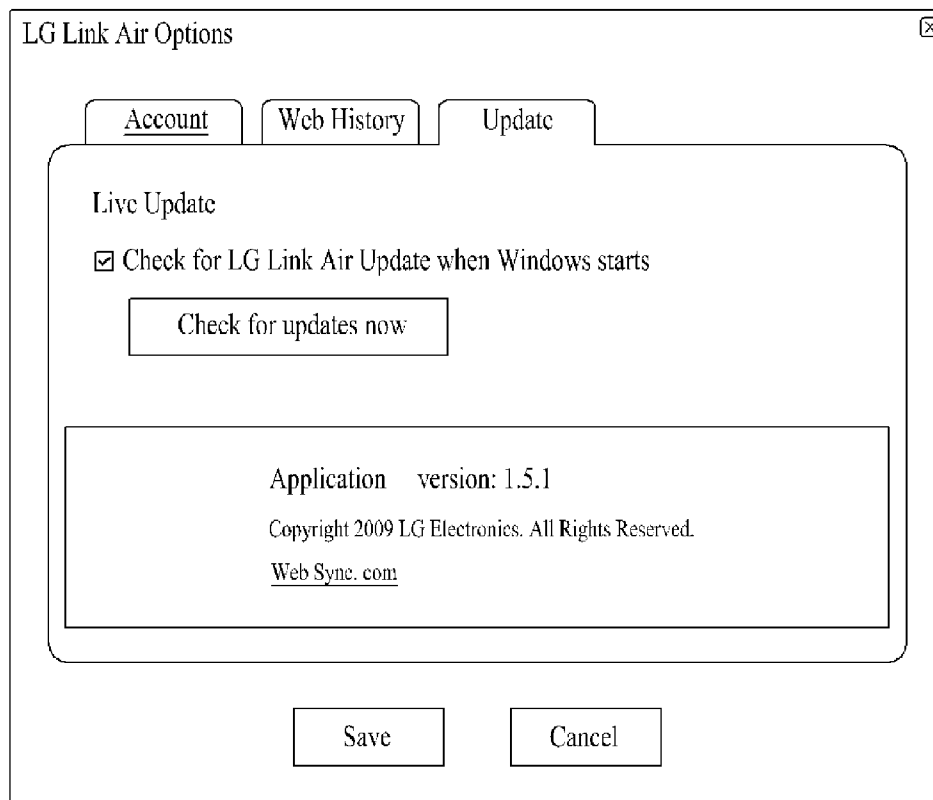 LG Link Air Options
Account Web History Update
Live Update
Check for LG Link Air Update when Windows starts
Check for updates now
Application version: 1.5.1
Copyright 2009 LG Electronics. All Rights Reserved.
Web Sync. com
Save Cancel